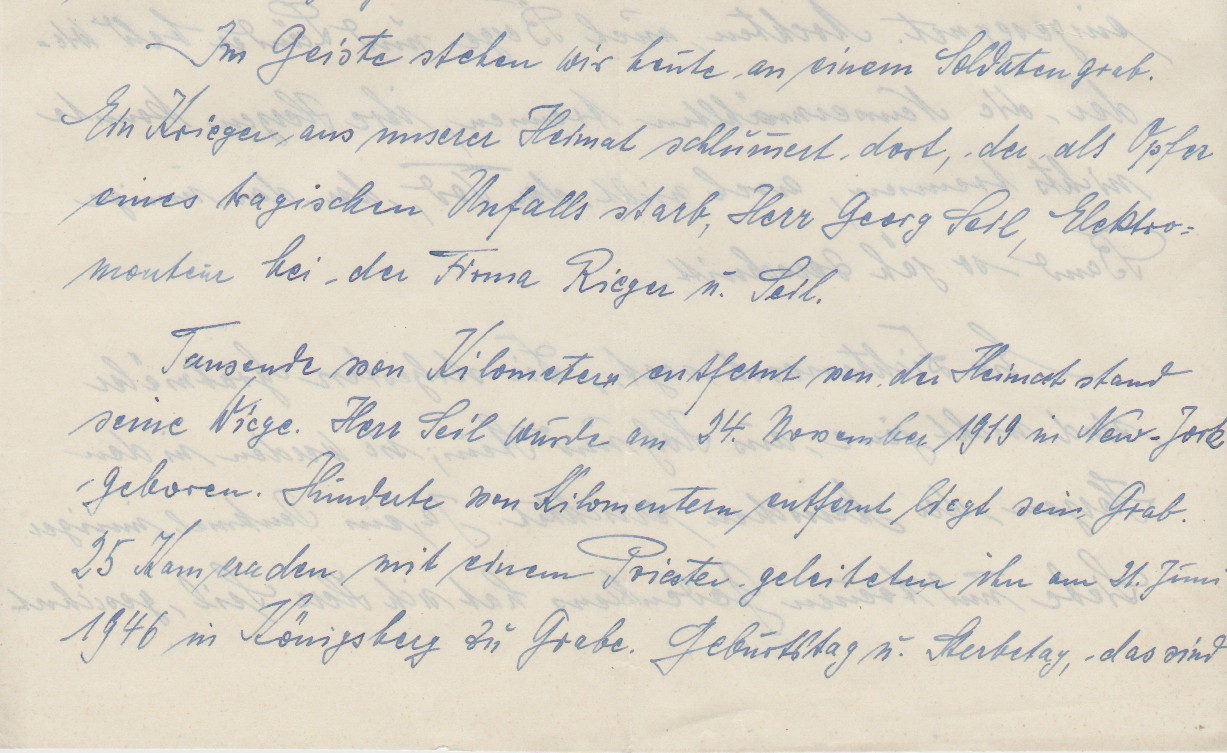 Im Geiste stehen wir heute an einem Soldatengrab.
Ein Krieger aus unserer Heimat schlummert dort, der als Opfer
eines tragischen Unfalls starb, Herr Georg Seil, Elektro=
monteur bei der Firma Rieger u. Seil.
Tausende von Kilometern entfernt von der Heimat stand
seine Wiege. Herr Seil wurde am 24. November 1919 in New-York
geboren. Hunderte von Kilomentern entfernt liegt sein Grab.
25 Kameraden mit einem Priester geleiteten ihn am 21. Juni
1946 in Königsberg zu Grabe. Geburtstag u. Sterbetag, das sind